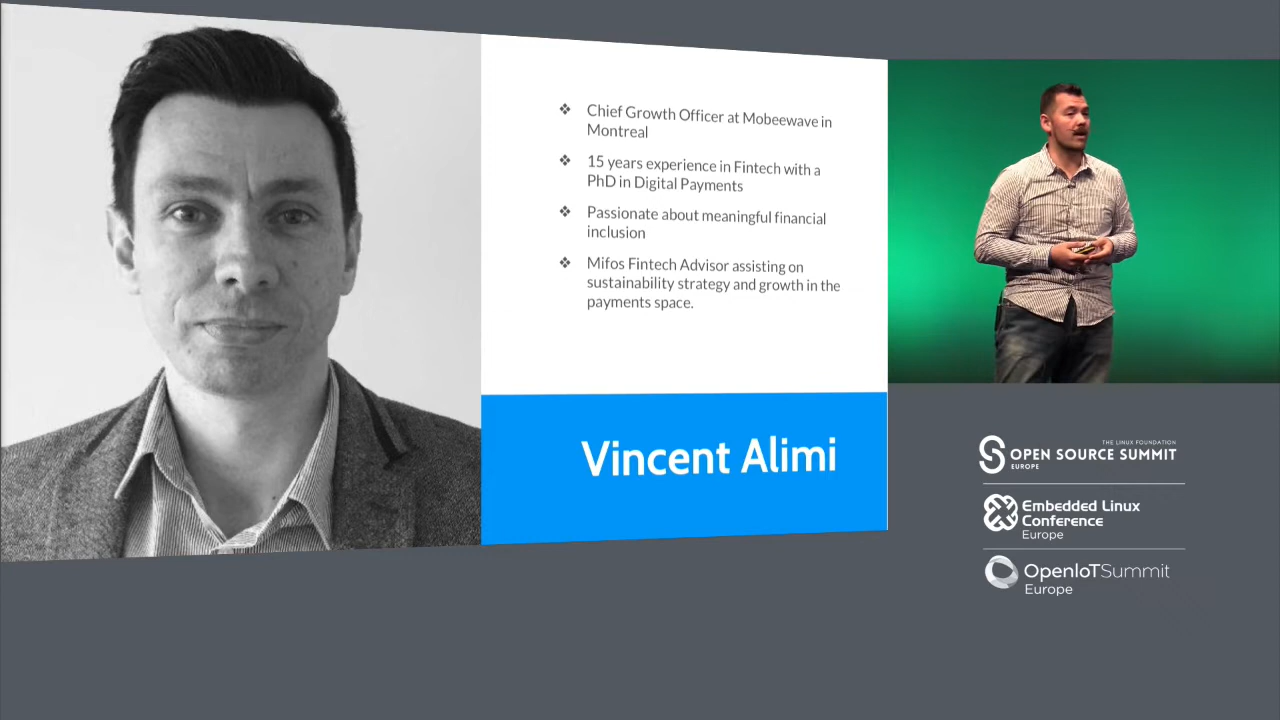 ❖ Chief Growth Officer at Mobeewave in
Montreal
❖ 15 years experience in Fintech with a
PhD in Digital Payments
❖ Passionate about meaningful financial
inclusion
❖ Mifos Fintech Advisor assisting on
sustainability strategy and growth in the
payments space.
Vincent Alimi
THE LINUX FOUNDATION
OPEN SOURCE SUMMIT
EUROPE
Embedded Linux
Conference
Europe
OpenIoTSummit
Europe